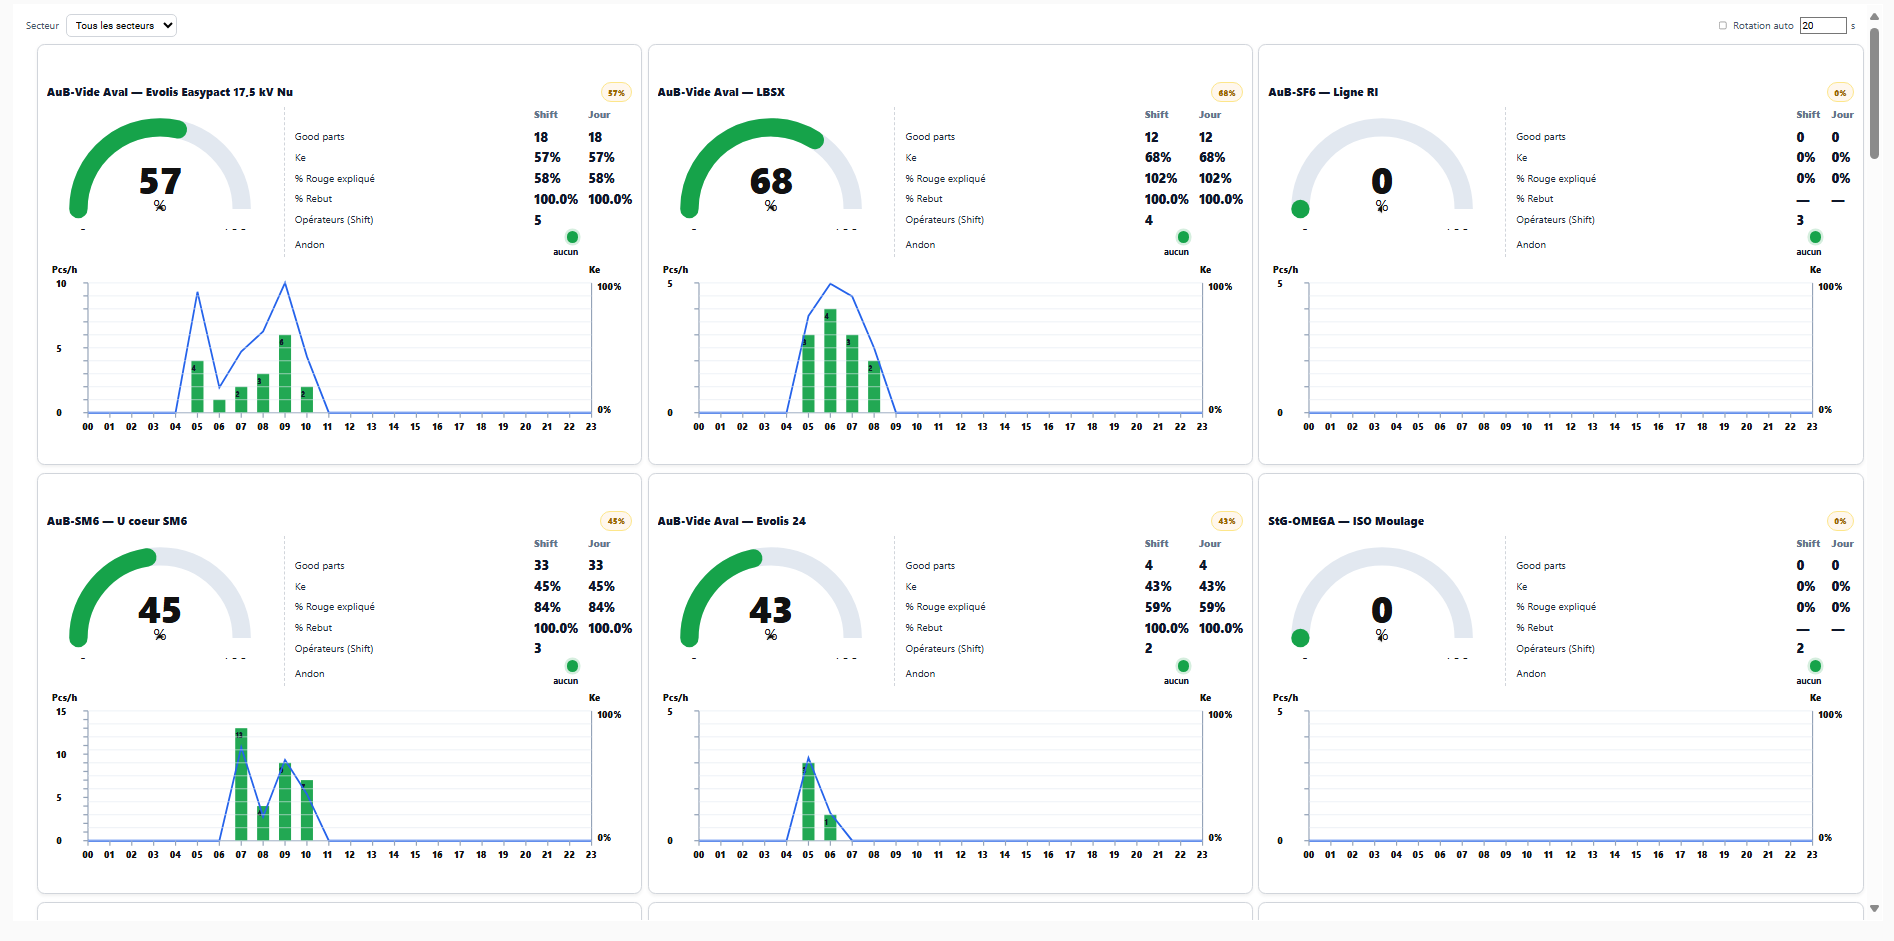 Secteur Tous les secteurs Rotation auto 20 s
AuB-Vide Aval — Evolis Easypact 17,5 kV Nu 57%
Shift Jour
Good parts 18 18
Ke 57% 57%
% Rouge expliqué 58% 58%
% Rebut 100.0% 100.0%
Opérateurs (Shift) 5
Andon
aucun
57
%
Pcs/h Ke
10 100%
5
0 0%
4
2
3
6
2
00 01 02 03 04 05 06 07 08 09 10 11 12 13 14 15 16 17 18 19 20 21 22 23
AuB-Vide Aval — LBSX 68%
Shift Jour
Good parts 12 12
Ke 68% 68%
% Rouge expliqué 102% 102%
% Rebut 100.0% 100.0%
Opérateurs (Shift) 4
Andon
aucun
68
%
Pcs/h Ke
5 100%
0 0%
3
4
3
2
00 01 02 03 04 05 06 07 08 09 10 11 12 13 14 15 16 17 18 19 20 21 22 23
AuB-SF6 — Ligne RI 0%
Shift Jour
Good parts 0 0
Ke 0% 0%
% Rouge expliqué 0% 0%
% Rebut — —
Opérateurs (Shift) 3
Andon
aucun
0
%
Pcs/h Ke
5 100%
0 0%
00 01 02 03 04 05 06 07 08 09 10 11 12 13 14 15 16 17 18 19 20 21 22 23
AuB-SM6 — U coeur SM6 45%
Shift Jour
Good parts 33 33
Ke 45% 45%
% Rouge expliqué 84% 84%
% Rebut 100.0% 100.0%
Opérateurs (Shift) 3
Andon
aucun
45
%
Pcs/h Ke
15 100%
10
5
0 0%
13
4
9
7
00 01 02 03 04 05 06 07 08 09 10 11 12 13 14 15 16 17 18 19 20 21 22 23
AuB-Vide Aval — Evolis 24 43%
Shift Jour
Good parts 4 4
Ke 43% 43%
% Rouge expliqué 59% 59%
% Rebut 100.0% 100.0%
Opérateurs (Shift) 2
Andon
aucun
43
%
Pcs/h Ke
5 100%
0 0%
3
1
00 01 02 03 04 05 06 07 08 09 10 11 12 13 14 15 16 17 18 19 20 21 22 23
StG-OMEGA — ISO Moulage 0%
Shift Jour
Good parts 0 0
Ke 0% 0%
% Rouge expliqué 0% 0%
% Rebut — —
Opérateurs (Shift) 2
Andon
aucun
0
%
Pcs/h Ke
5 100%
0 0%
00 01 02 03 04 05 06 07 08 09 10 11 12 13 14 15 16 17 18 19 20 21 22 23